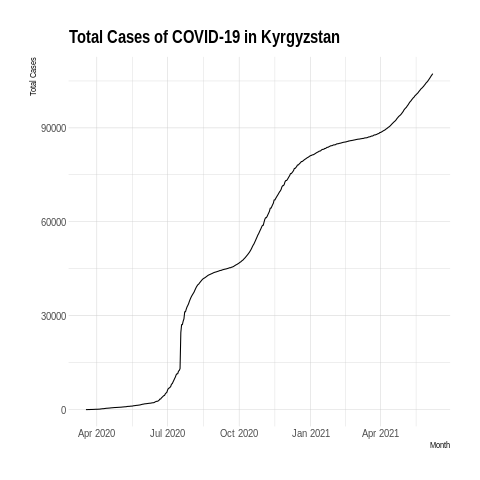 Total Cases of COVID-19 in Kyrgyzstan
Total Cases
90000
60000
30000
0
Apr 2020 Jul 2020 Oct 2020 Jan 2021 Apr 2021
Month